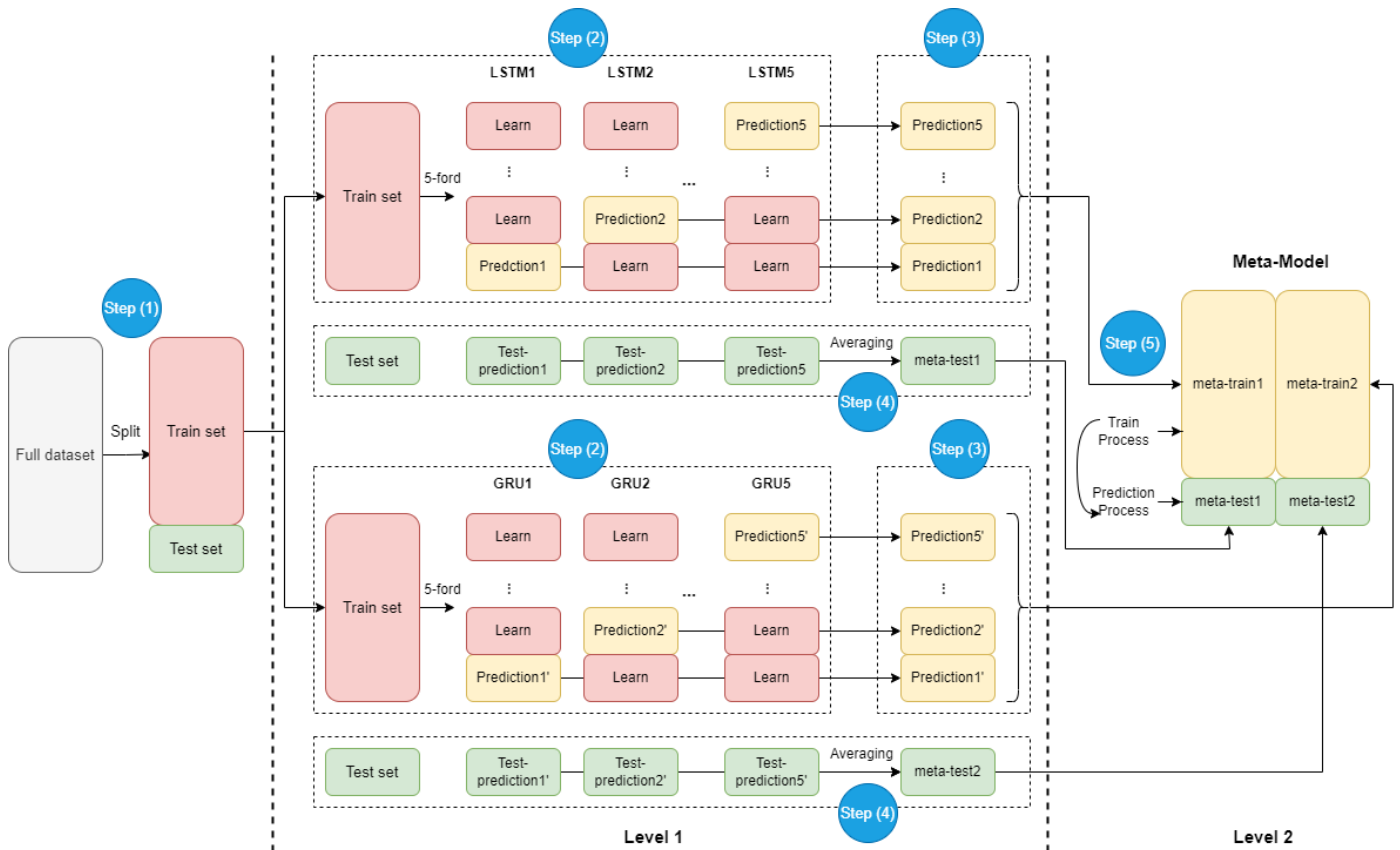 Step (2)
Step (3)
LSTM1
LSTM2
LSTM5
Learn
Learn
Prediction5
Prediction5
5-ford
⋮
⋮
...
⋮
⋮
Train set
Learn
Prediction2
Learn
Prediction2
Predction1
Learn
Learn
Prediction1
Meta-Model
Step (1)
Step (5)
Test set
Test-
prediction1
Test-
prediction2
Test-
prediction5
Averaging
meta-test1
Step (4)
meta-train1
meta-train2
Full dataset
Split
Train set
Test set
Train
Process
Prediction
Process
meta-test1
meta-test2
Step (2)
Step (3)
GRU1
GRU2
GRU5
Learn
Learn
Prediction5'
Prediction5'
5-ford
⋮
⋮
...
⋮
⋮
Train set
Learn
Prediction2'
Learn
Prediction2'
Prediction1'
Learn
Learn
Prediction1'
Test set
Test-
prediction1'
Test-
prediction2'
Test-
prediction5'
Averaging
meta-test2
Step (4)
Level 1
Level 2